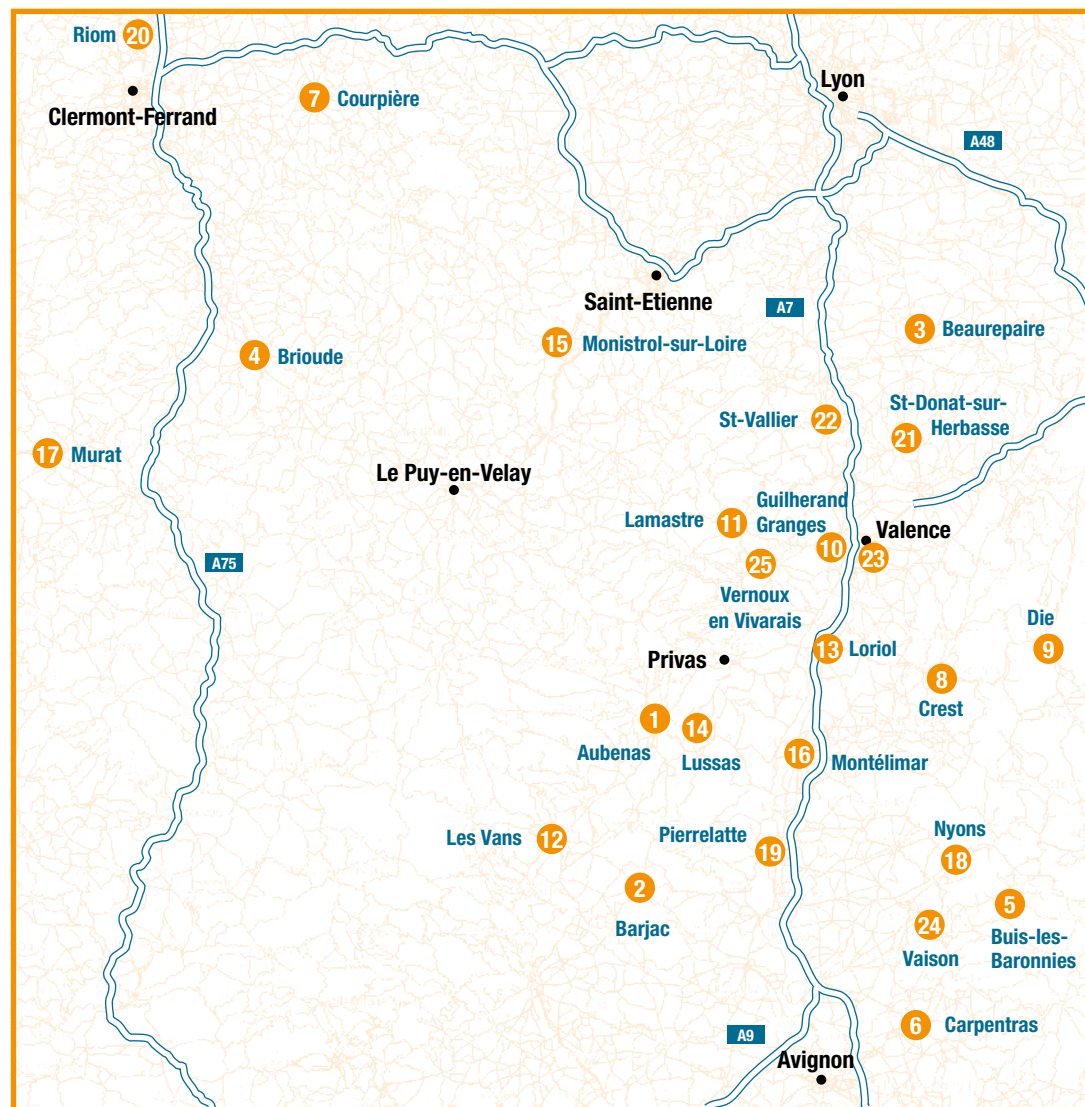 Riom 20
Lyon
7 Courpière
Clermont-Ferrand
A48
Saint-Etienne
A7
3 Beaurepaire
15 Monistrol-sur-Loire
4 Brioude
St-Donat-sur-
Herbasse
21
St-Vallier 22
17 Murat
Le Puy-en-Velay
Guilherand
Granges
10
Lamastre 11
Valence
23
A75
25
Vernoux
en Vivarais
Die
9
13 Loriol
Privas
8
Crest
1
Aubenas
14
Lussas
16 Montélimar
Les Vans 12
Pierrelatte
19
Nyons
18
2
Barjac
5
Buis-les-
Baronnies
24
Vaison
6 Carpentras
A9
Avignon